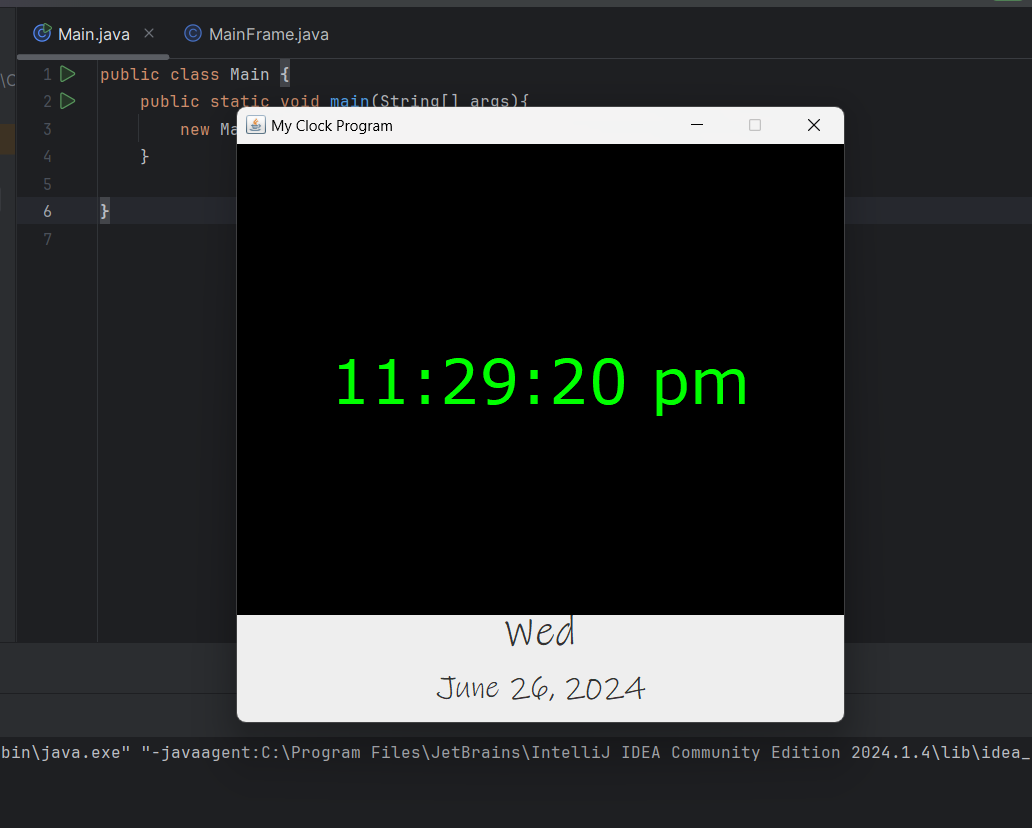 Main.java MainFrame.java
\C
1 public class Main {
2 public static void main(String[] args){
3 new Ma
4 }
5
6 }
7
My Clock Program
11:29:20 pm
Wed
June 26, 2024
bin\java.exe" "-javaagent:C:\Program Files\JetBrains\IntelliJ IDEA Community Edition 2024.1.4\lib\idea_